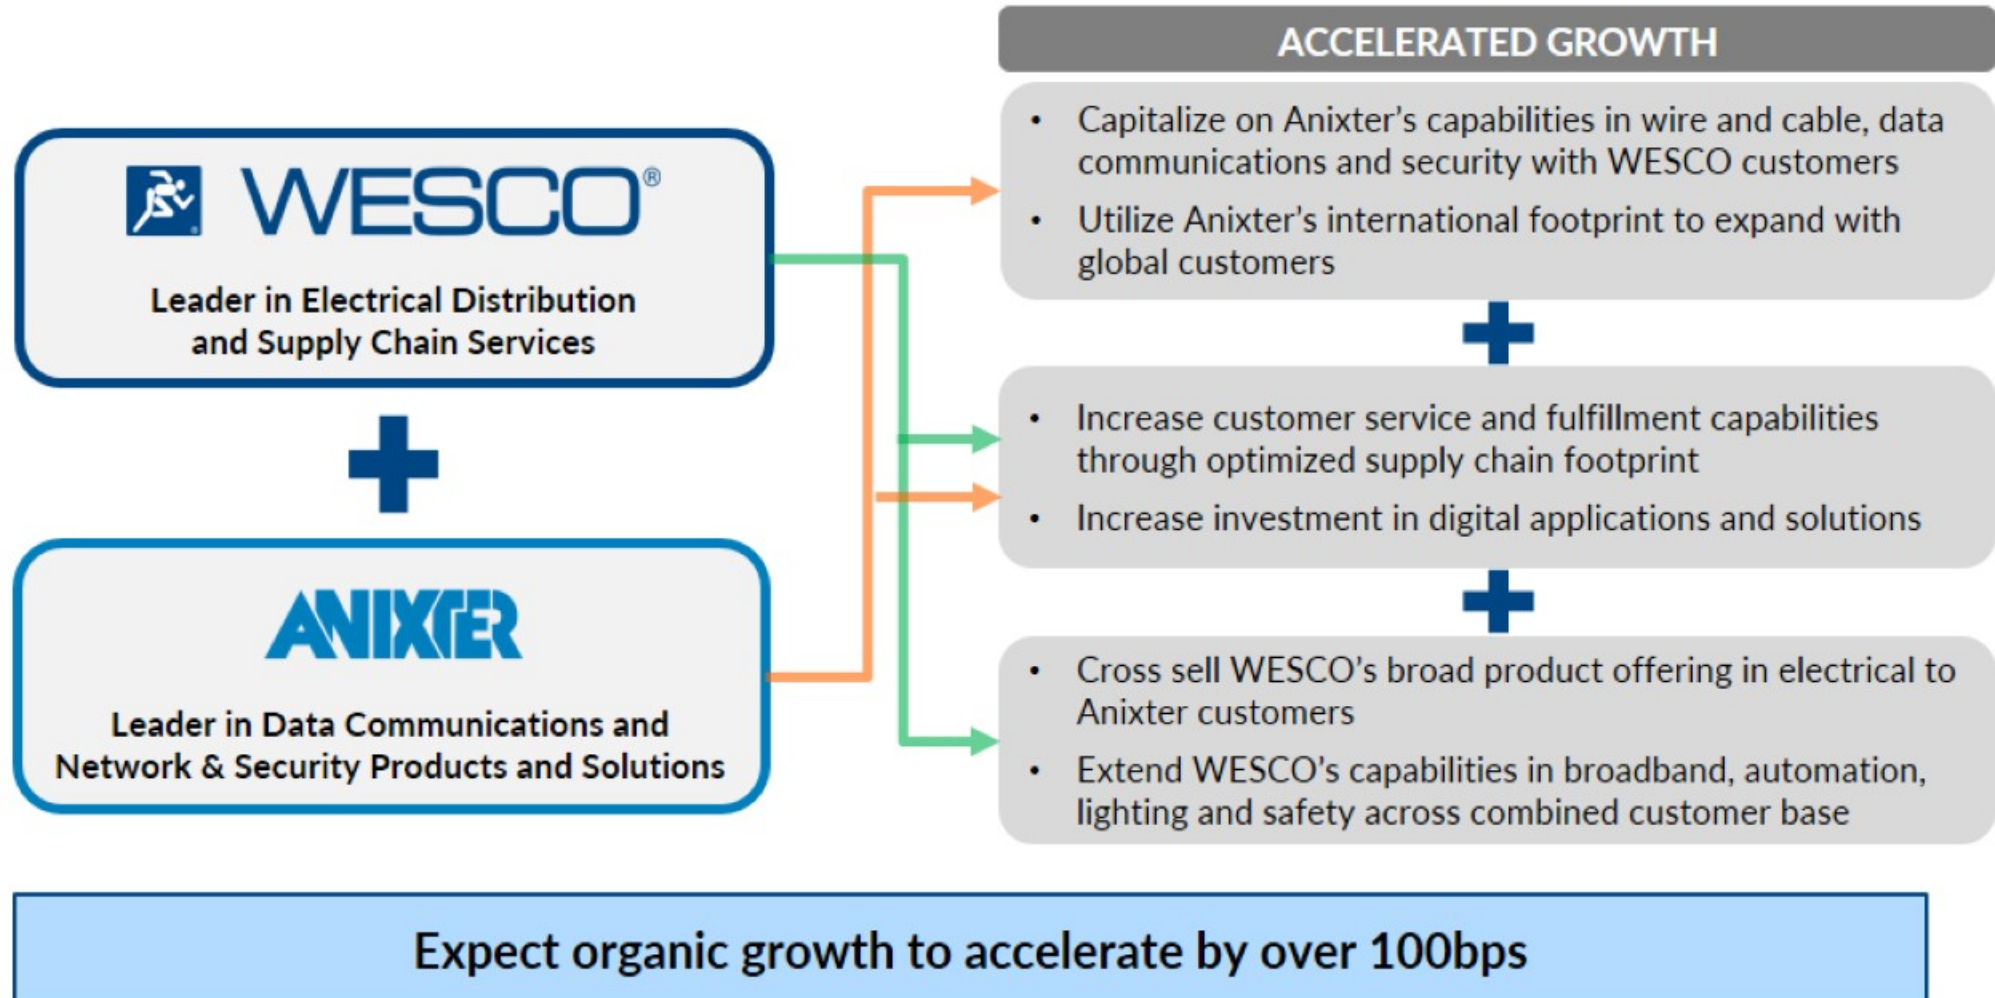 WESCO®
Leader in Electrical Distribution
and Supply Chain Services
ANIXTER
Leader in Data Communications and
Network & Security Products and Solutions
ACCELERATED GROWTH
• Capitalize on Anixter's capabilities in wire and cable, data
communications and security with WESCO customers
• Utilize Anixter's international footprint to expand with
global customers
• Increase customer service and fulfillment capabilities
through optimized supply chain footprint
• Increase investment in digital applications and solutions
• Cross sell WESCO's broad product offering in electrical to
Anixter customers
• Extend WESCO's capabilities in broadband, automation,
lighting and safety across combined customer base
Expect organic growth to accelerate by over 100bps